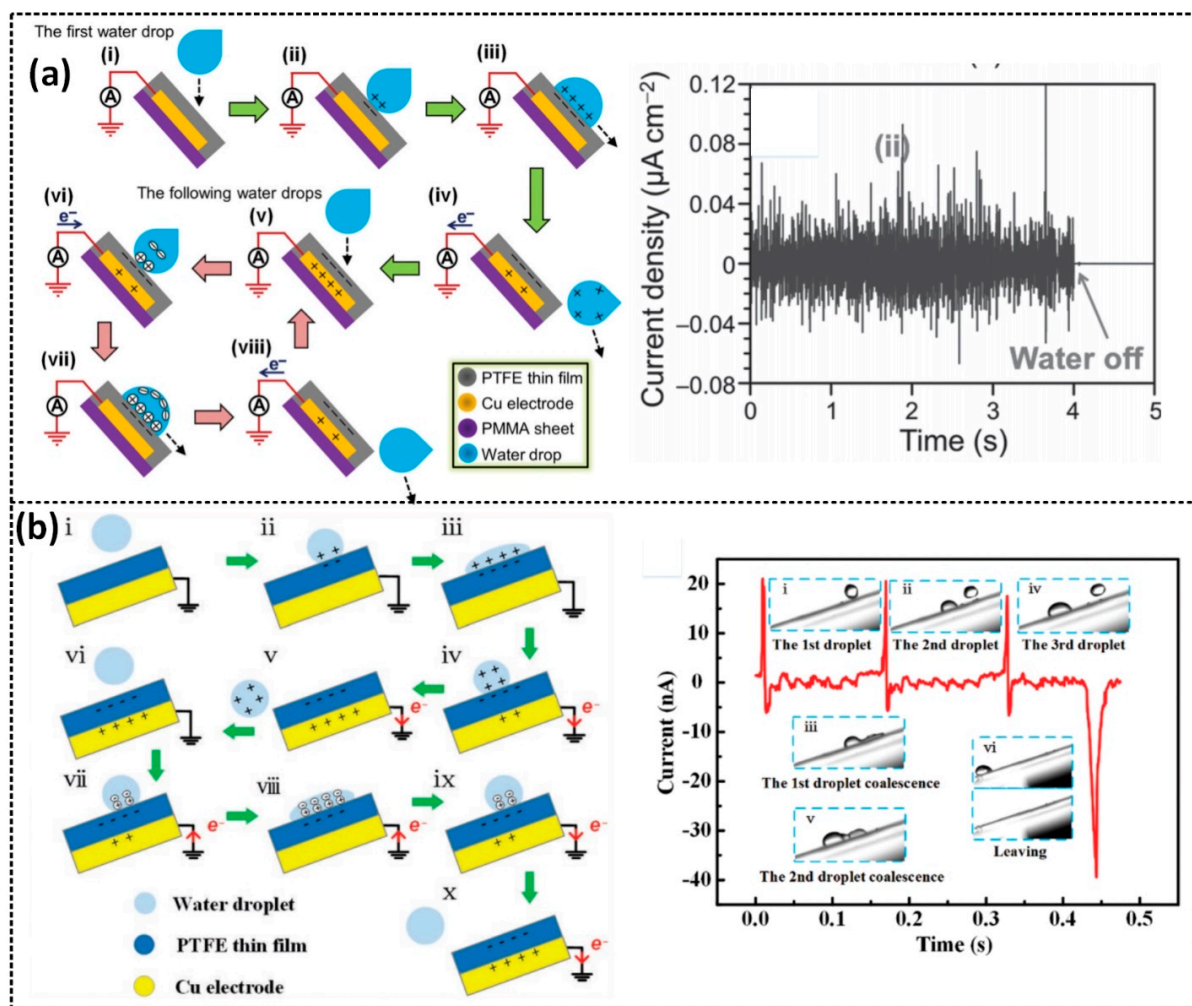 (a)
The first water drop
(i)
(ii)
(iii)
A
A
A
The following water drops
(vi)
e⁻
(v)
(iv)
e⁻
A
A
A
(vii)
(viii)
e⁻
A
A
PTFE thin film
Cu electrode
PMMA sheet
Water drop
Current density (µA cm⁻²)
0.12
0.08
0.04
0
−0.04
−0.08
(ii)
Water off
0 1 2 3 4 5
Time (s)
(b)
i
ii
iii
vi
v
iv
e⁻
e⁻
vii
viii
ix
e⁻
e⁻
e⁻
x
e⁻
Water droplet
PTFE thin film
Cu electrode
Current (nA)
20
10
0
-10
-20
-30
-40
i
The 1st droplet
ii
The 2nd droplet
iv
The 3rd droplet
iii
The 1st droplet coalescence
v
The 2nd droplet coalescence
vi
Leaving
0.0 0.1 0.2 0.3 0.4 0.5
Time (s)